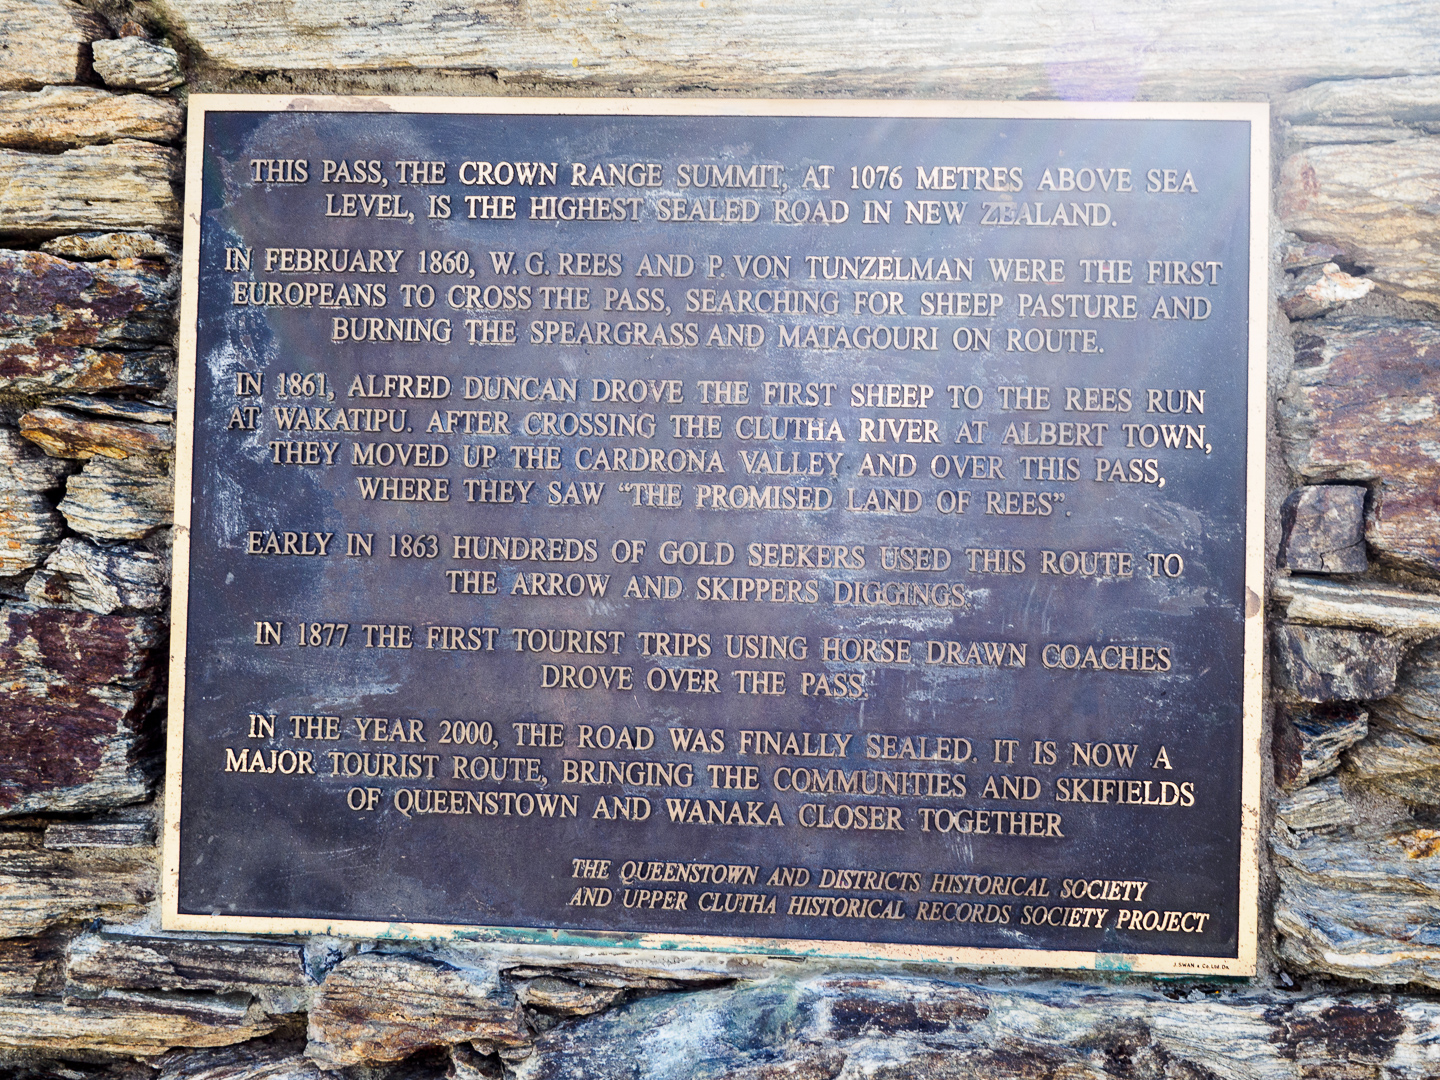 THIS PASS, THE CROWN RANGE SUMMIT, AT 1076 METRES ABOVE SEA
LEVEL, IS THE HIGHEST SEALED ROAD IN NEW ZEALAND.
IN FEBRUARY 1860, W. G. REES AND P. VON TUNZELMAN WERE THE FIRST
EUROPEANS TO CROSS THE PASS, SEARCHING FOR SHEEP PASTURE AND
BURNING THE SPEARGRASS AND MATAGOURI ON ROUTE.
IN 1861, ALFRED DUNCAN DROVE THE FIRST SHEEP TO THE REES RUN
AT WAKATIPU. AFTER CROSSING THE CLUTHA RIVER AT ALBERT TOWN,
THEY MOVED UP THE CARDRONA VALLEY AND OVER THIS PASS,
WHERE THEY SAW “THE PROMISED LAND OF REES”.
EARLY IN 1863 HUNDREDS OF GOLD SEEKERS USED THIS ROUTE TO
THE ARROW AND SKIPPERS DIGGINGS.
IN 1877 THE FIRST TOURIST TRIPS USING HORSE DRAWN COACHES
DROVE OVER THE PASS.
IN THE YEAR 2000, THE ROAD WAS FINALLY SEALED. IT IS NOW A
MAJOR TOURIST ROUTE, BRINGING THE COMMUNITIES AND SKIFIELDS
OF QUEENSTOWN AND WANAKA CLOSER TOGETHER
THE QUEENSTOWN AND DISTRICTS HISTORICAL SOCIETY
AND UPPER CLUTHA HISTORICAL RECORDS SOCIETY PROJECT
J. SWAN & Co. Ltd. Dn.